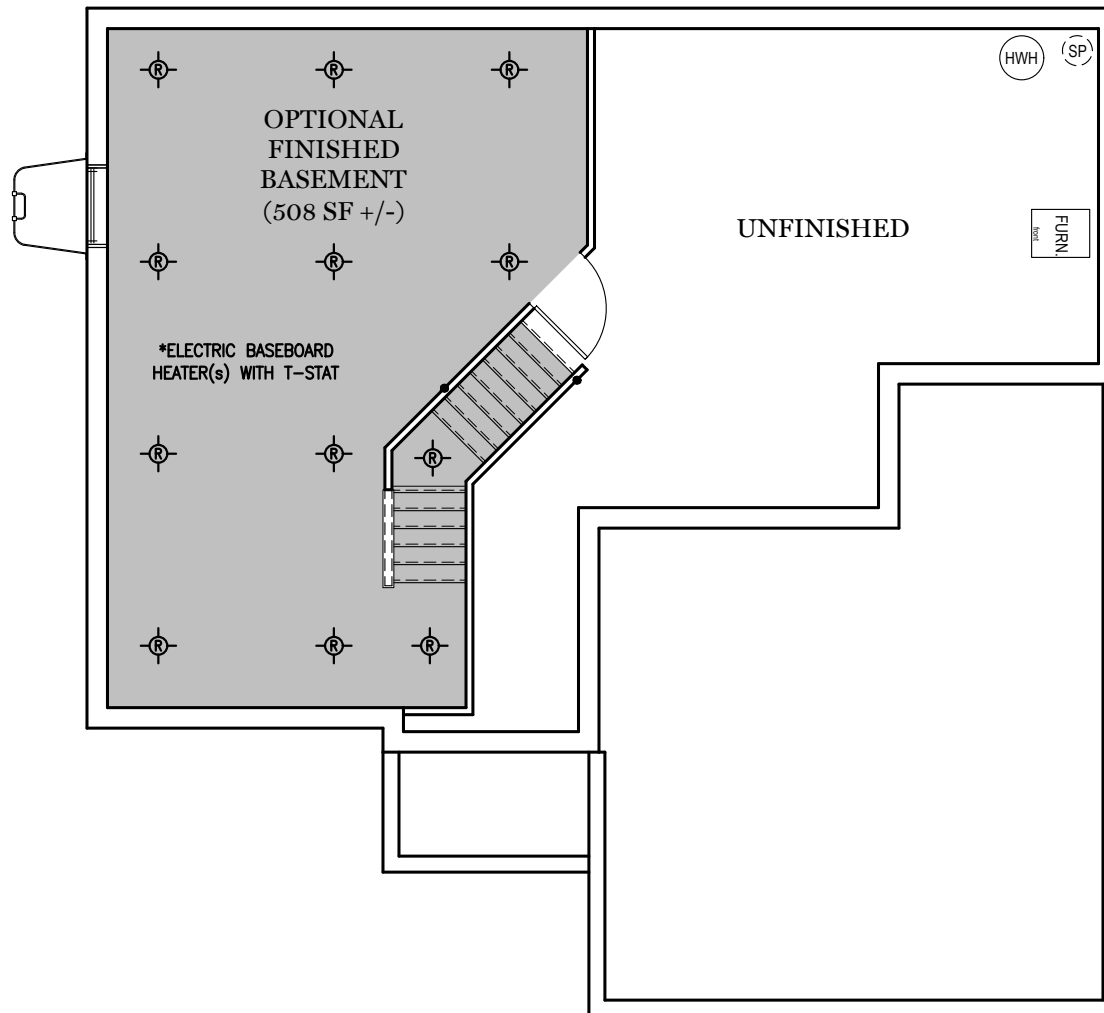 R R R
HWH SP
OPTIONAL
FINISHED
BASEMENT
(508 SF +/-)
UNFINISHED
FURN.
front
R R R
*ELECTRIC BASEBOARD
HEATER(s) WITH T-STAT
R R R
R R R